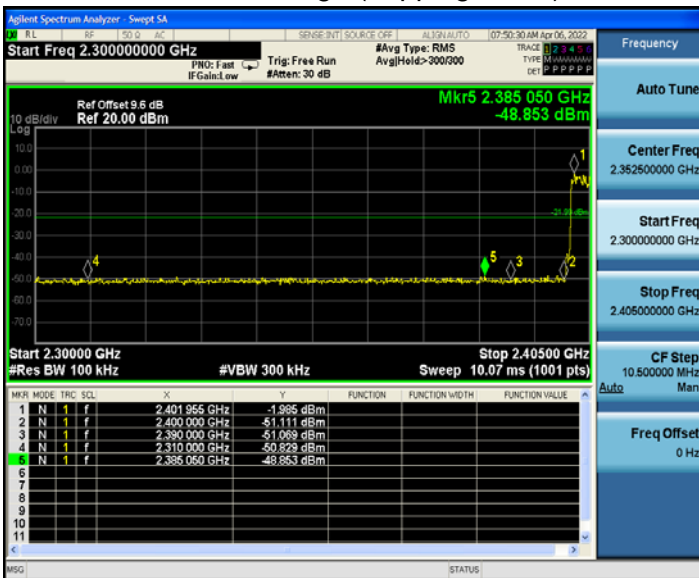 Agilent Spectrum Analyzer - Swept SA
RL RF 50 Ω AC SENSE:INT SOURCE OFF ALIGNAUTO 07:50:30 AM Apr 06, 2022
Start Freq 2.300000000 GHz
#Avg Type: RMS
Avg|Hold:>300/300
TRACE 1 2 3 4 5 6
TYPE
DET P P P P P P
PNO: Fast
IFGain:Low
Trig: Free Run
#Atten: 30 dB
Mkr5 2.385 050 GHz
-48.853 dBm
Ref Offset 9.6 dB
10 dB/div Ref 20.00 dBm
Log
10.0
0.00
-10.0
-20.0
-30.0
-40.0
-50.0
-60.0
-70.0
1
4
5
3
2
Start 2.30000 GHz Stop 2.40500 GHz
#Res BW 100 kHz #VBW 300 kHz Sweep 10.07 ms (1001 pts)
MKR MODE TRC SCL X Y FUNCTION FUNCTION WIDTH FUNCTION VALUE
1 N 1 f 2.401 955 GHz -1.985 dBm
2 N 1 f 2.400 000 GHz -51.111 dBm
3 N 1 f 2.390 000 GHz -51.069 dBm
4 N 1 f 2.310 000 GHz -50.829 dBm
5 N 1 f 2.385 050 GHz -48.853 dBm
6
7
8
9
10
11
MSG STATUS
Frequency
Auto Tune
Center Freq
2.352500000 GHz
Start Freq
2.300000000 GHz
Stop Freq
2.405000000 GHz
CF Step
10.500000 MHz
Auto Man
Freq Offset
0 Hz